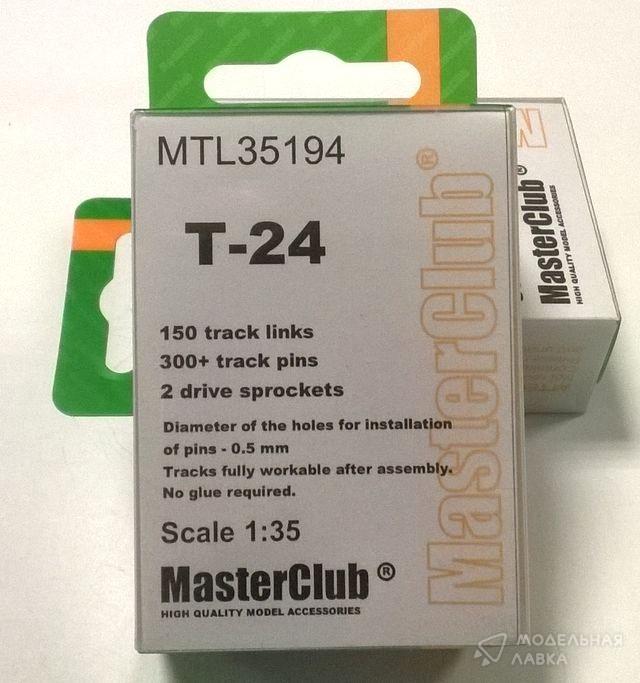 MTL35194
T-24
150 track links
300+ track pins
2 drive sprockets
Diameter of the holes for installation
of pins - 0.5 mm
Tracks fully workable after assembly.
No glue required.
Scale 1:35
MasterClub ®
HIGH QUALITY MODEL ACCESSORIES
MasterClub®
MasterClub®
HIGH QUALITY MODEL ACCESSORIES
МОДЕЛЬНАЯ
ЛАВКА